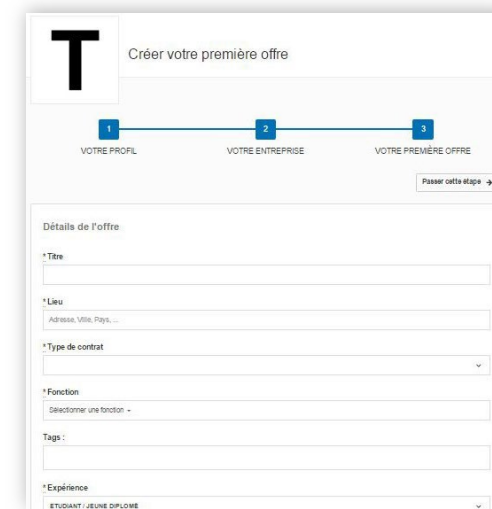 T
Créer votre première offre
1 2 3
VOTRE PROFIL VOTRE ENTREPRISE VOTRE PREMIÈRE OFFRE
Passer cette étape →
Détails de l'offre
* Titre
* Lieu
Adresse, Ville, Pays, ...
* Type de contrat
* Fonction
Sélectionner une fonction
Tags :
* Expérience
ETUDIANT / JEUNE DIPLOMÉ